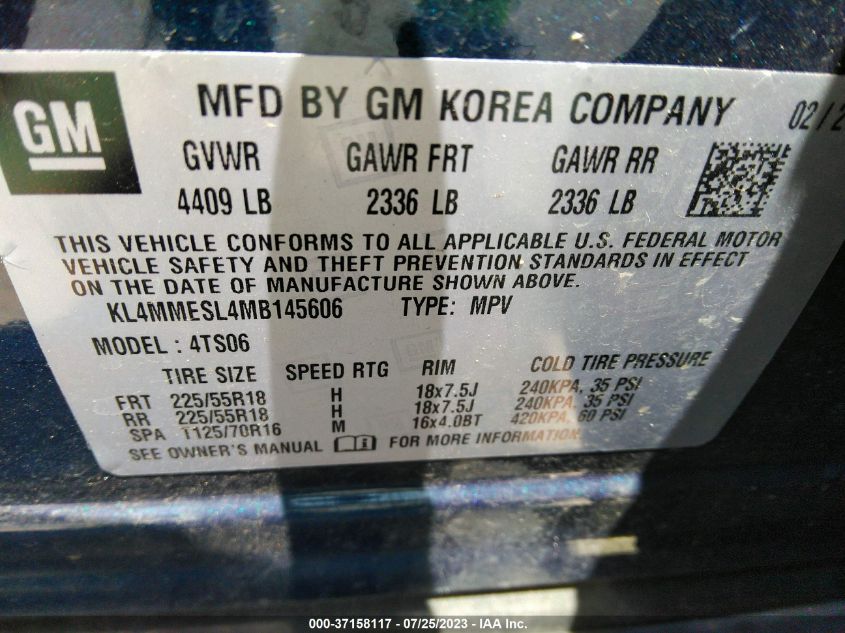 GM
MFD BY GM KOREA COMPANY 02/2
GVWR GAWR FRT GAWR RR
4409 LB 2336 LB 2336 LB
THIS VEHICLE CONFORMS TO ALL APPLICABLE U.S. FEDERAL MOTOR
VEHICLE SAFETY AND THEFT PREVENTION STANDARDS IN EFFECT
ON THE DATE OF MANUFACTURE SHOWN ABOVE.
KL4MMESL4MB145606 TYPE: MPV
MODEL: 4TS06
TIRE SIZE SPEED RTG RIM COLD TIRE PRESSURE
FRT 225/55R18 H 18x7.5J 240KPA, 35 PSI
RR 225/55R18 H 18x7.5J 240KPA, 35 PSI
SPA T125/70R16 M 16x4.0BT 420KPA, 60 PSI
SEE OWNER'S MANUAL FOR MORE INFORMATION
000-37158117 - 07/25/2023 - IAA Inc.